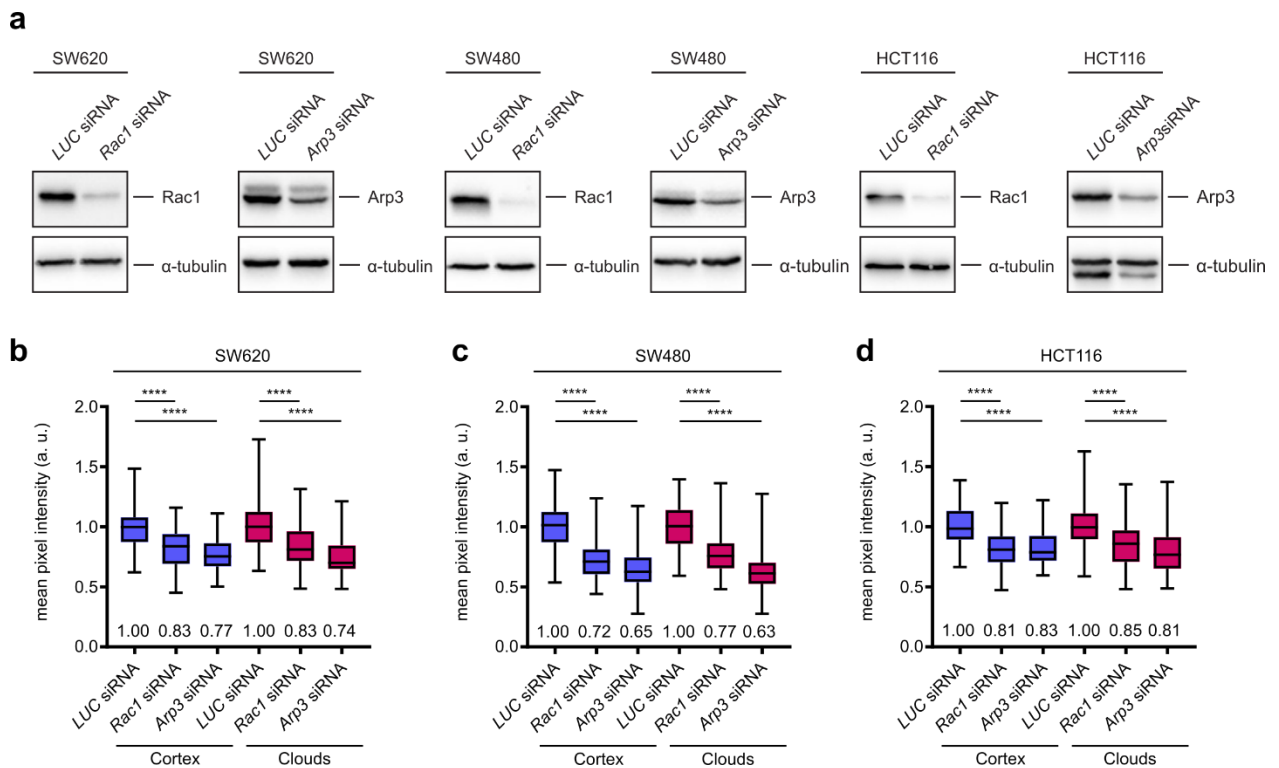 a
SW620 SW620 SW480 SW480 HCT116 HCT116
LUC siRNA Rac1 siRNA LUC siRNA Arp3 siRNA LUC siRNA Rac1 siRNA LUC siRNA Arp3 siRNA LUC siRNA Rac1 siRNA LUC siRNA Arp3siRNA
Rac1 Arp3 Rac1 Arp3 Rac1 Arp3
α-tubulin α-tubulin α-tubulin α-tubulin α-tubulin α-tubulin
b
SW620
mean pixel intensity (a. u.)
2.0
1.5
1.0
0.5
0.0
**** ****
**** ****
1.00 0.83 0.77 1.00 0.83 0.74
LUC siRNA Rac1 siRNA Arp3 siRNA LUC siRNA Rac1 siRNA Arp3 siRNA
Cortex Clouds
c
SW480
mean pixel intensity (a. u.)
2.0
1.5
1.0
0.5
0.0
**** ****
**** ****
1.00 0.72 0.65 1.00 0.77 0.63
LUC siRNA Rac1 siRNA Arp3 siRNA LUC siRNA Rac1 siRNA Arp3 siRNA
Cortex Clouds
d
HCT116
mean pixel intensity (a. u.)
2.0
1.5
1.0
0.5
0.0
**** ****
**** ****
1.00 0.81 0.83 1.00 0.85 0.81
LUC siRNA Rac1 siRNA Arp3 siRNA LUC siRNA Rac1 siRNA Arp3 siRNA
Cortex Clouds